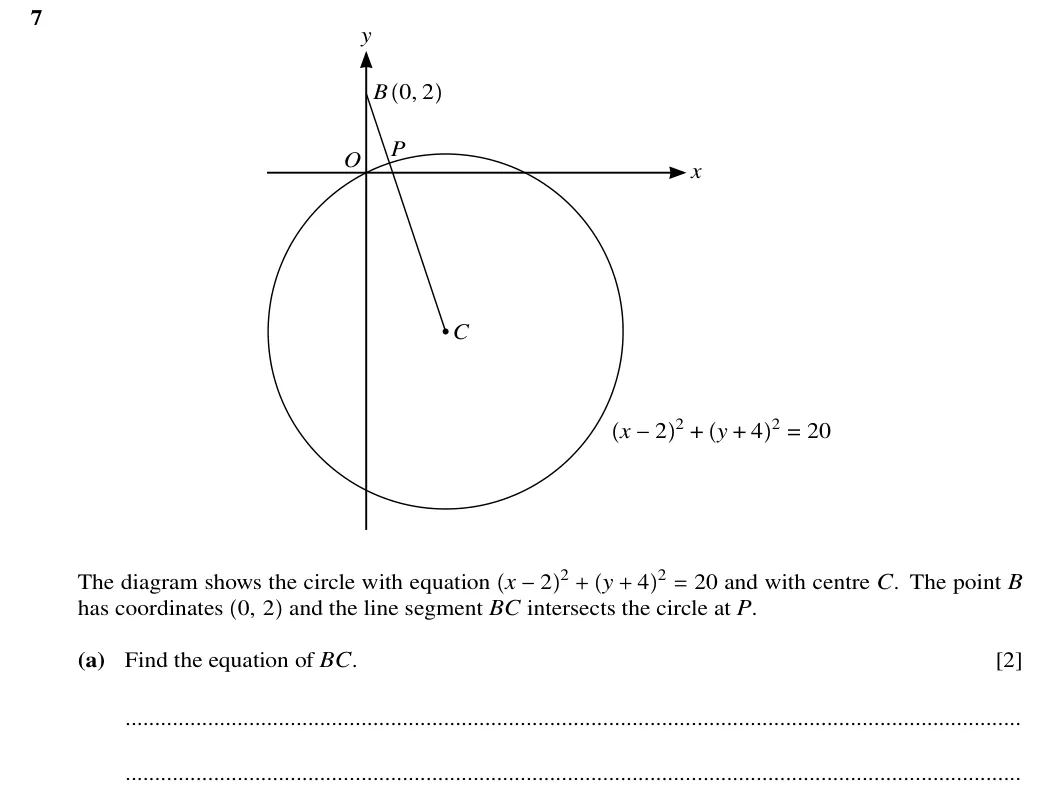 7
y
B (0, 2)
O
P
x
C
(x − 2)² + (y + 4)² = 20
The diagram shows the circle with equation (x − 2)² + (y + 4)² = 20 and with centre C. The point B
has coordinates (0, 2) and the line segment BC intersects the circle at P.
(a) Find the equation of BC. [2]